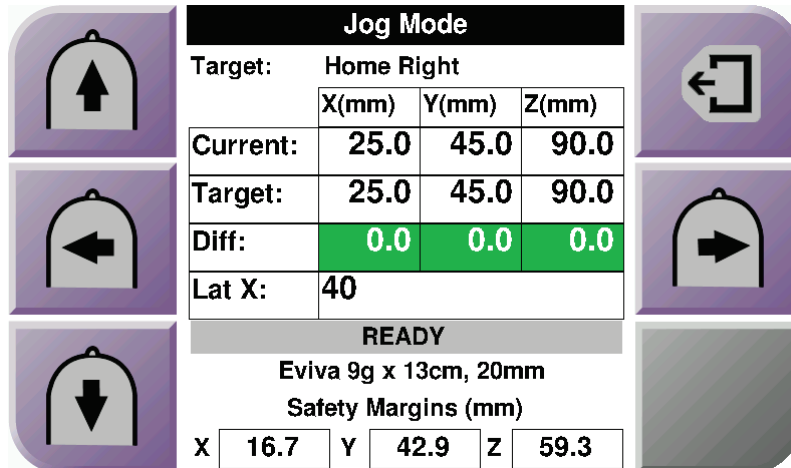 Jog Mode
Target: Home Right
X(mm) Y(mm) Z(mm)
Current: 25.0 45.0 90.0
Target: 25.0 45.0 90.0
Diff: 0.0 0.0 0.0
Lat X: 40
READY
Eviva 9g x 13cm, 20mm
Safety Margins (mm)
X 16.7 Y 42.9 Z 59.3